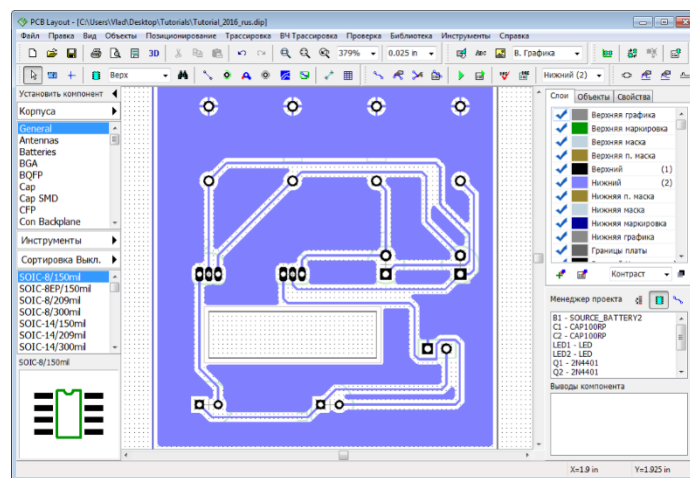 PCB Layout - [C:\Users\Vlad\Desktop\Tutorials\Tutorial_2016_rus.dip]
Файл Правка Вид Объекты Позиционирование Трассировка ВЧ Трассировка Проверка Библиотека Инструменты Справка
3D 379% 0.025 in Abc В. Графика
Верх A Нижний (2)
Установить компонент
Корпуса
General
Antennas
Batteries
BGA
BQFP
Cap
Cap SMD
CFP
Con Backplane
Инструменты
Сортировка Выкл.
SOIC-8/150ml
SOIC-8EP/150ml
SOIC-8/209ml
SOIC-8/300ml
SOIC-14/150ml
SOIC-14/209ml
SOIC-14/300ml
SOIC-8/150ml
Слои Объекты Свойства
Верхняя графика
Верхняя маркировка
Верхняя маска
Верхняя п. маска
Верхний (1)
Нижний (2)
Нижняя п. маска
Нижняя маска
Нижняя маркировка
Нижняя графика
Границы платы
Контраст
Менеджер проекта
B1 - SOURCE_BATTERY2
C1 - CAP100RP
C2 - CAP100RP
LED1 - LED
LED2 - LED
Q1 - 2N4401
Q2 - 2N4401
Выводы компонента
X=1.9 in Y=1.925 in